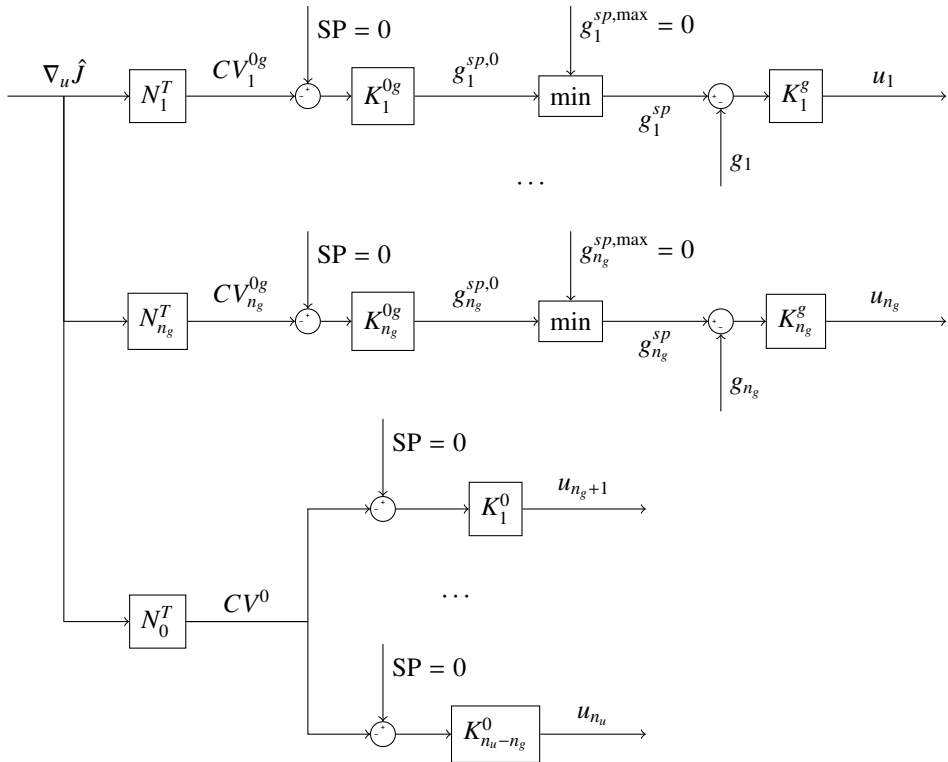 SP = 0
g_1^{sp,max} = 0
∇_u Ĵ
N_1^T
CV_1^{0g}
K_1^{0g}
g_1^{sp,0}
min
g_1^{sp}
K_1^g
u_1
g_1
...
SP = 0
g_{n_g}^{sp,max} = 0
N_{n_g}^T
CV_{n_g}^{0g}
K_{n_g}^{0g}
g_{n_g}^{sp,0}
min
g_{n_g}^{sp}
K_{n_g}^g
u_{n_g}
g_{n_g}
SP = 0
K_1^0
u_{n_g+1}
...
N_0^T
CV^0
SP = 0
K_{n_u-n_g}^0
u_{n_u}